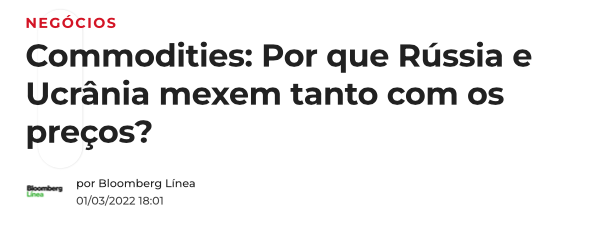 NEGÓCIOS
Commodities: Por que Rússia e
Ucrânia mexem tanto com os
preços?
Bloomberg
Línea
por Bloomberg Línea
01/03/2022 18:01